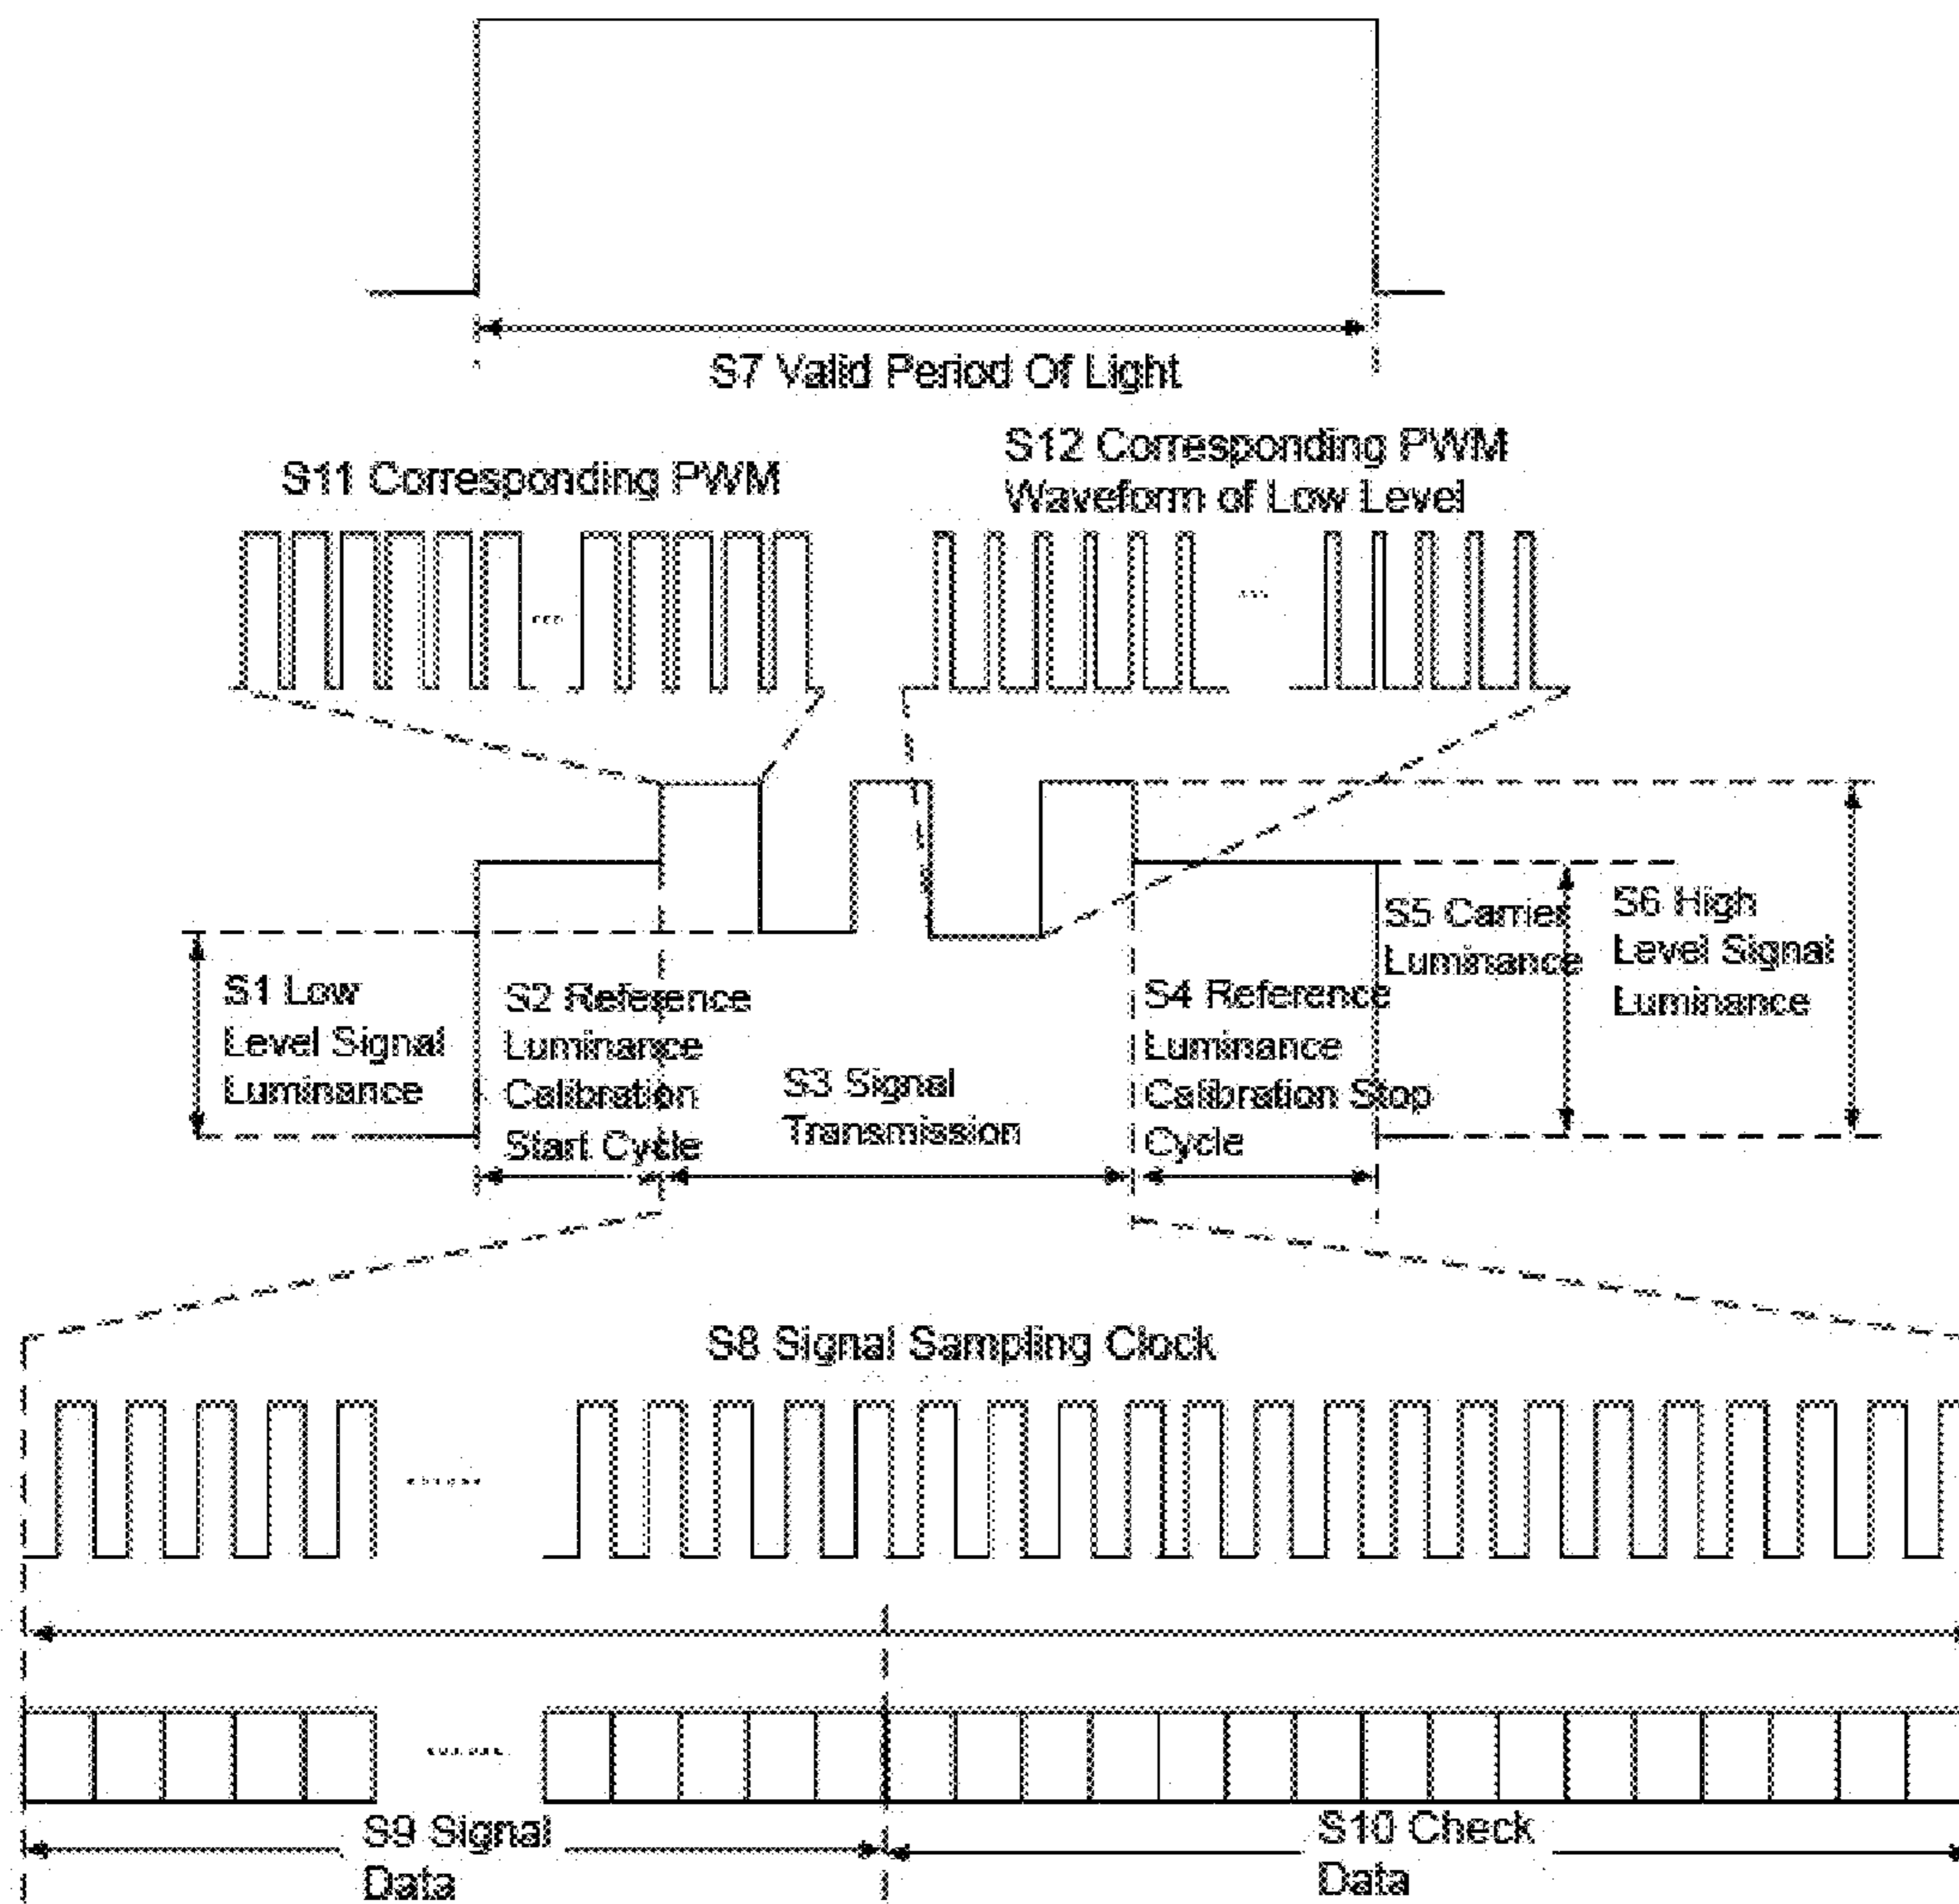 S7 Valid Period Of Light
S11 Corresponding PWM
S12 Corresponding PWM
Waveform of Low Level
S1 Low
Level Signal
Luminance
S2 Reference
Luminance
Calibration
Start Cycle
S3 Signal
Transmission
S4 Reference
Luminance
Calibration Stop
Cycle
S5 Carrier
Luminance
S6 High
Level Signal
Luminance
S8 Signal Sampling Clock
S9 Signal
Data
S10 Check
Data